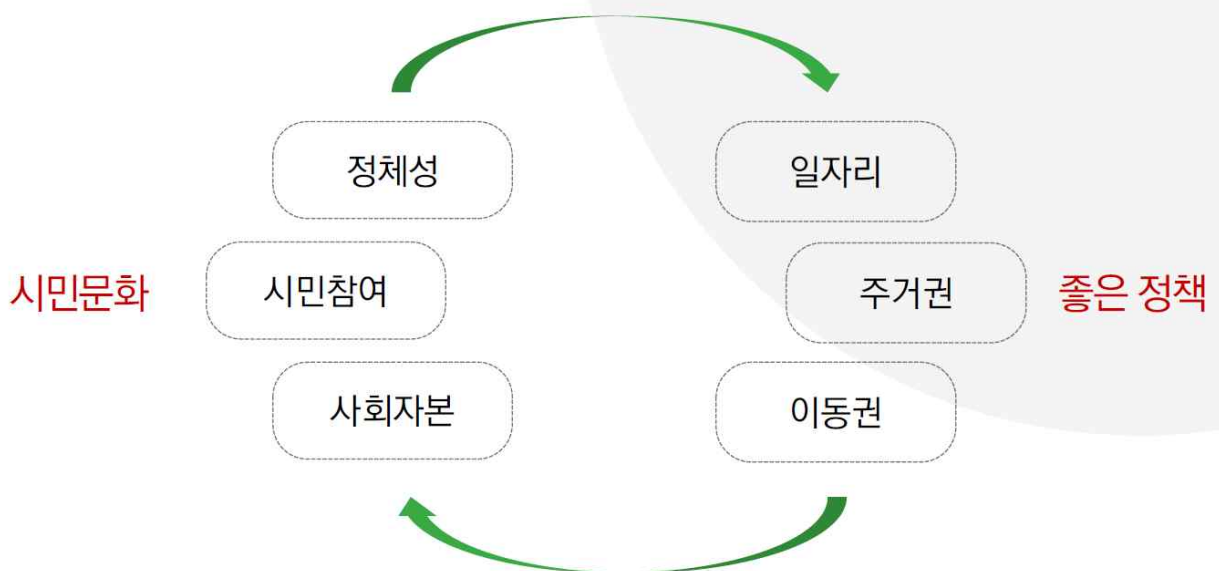 정체성
일자리
시민문화
시민참여
주거권
좋은 정책
사회자본
이동권